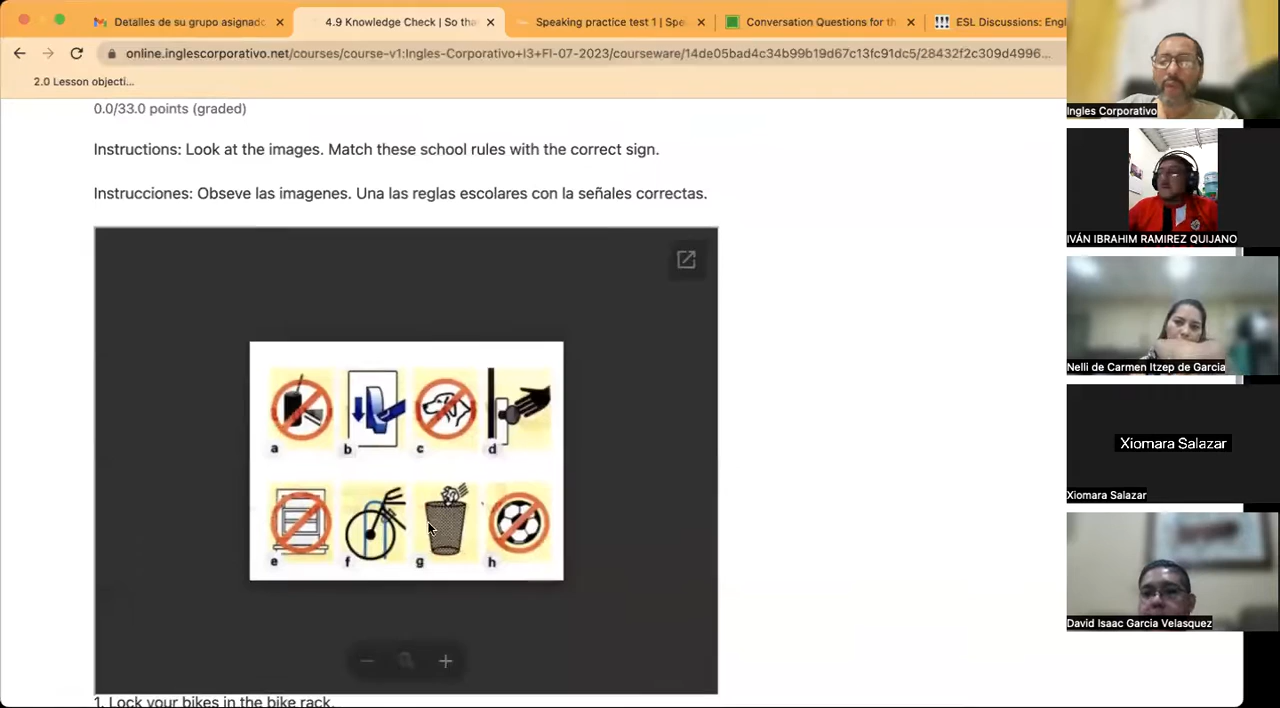 Detalles de su grupo asignado
4.9 Knowledge Check | So tha
Speaking practice test 1 | Spe
Conversation Questions for th
ESL Discussions: Engl
online.inglescorporativo.net/courses/course-v1:Ingles-Corporativo+I3+FI-07-2023/courseware/14de05bad4c34b99b19d67c13fc91dc5/28432f2c309d4996...
2.0 Lesson objecti...
0.0/33.0 points (graded)
Instructions: Look at the images. Match these school rules with the correct sign.
Instrucciones: Obseve las imagenes. Una las reglas escolares con la señales correctas.
a b c d
e f g h
1. Lock your bikes in the bike rack.
Ingles Corporativo
IVÁN IBRAHIM RAMIREZ QUIJANO
Nelli de Carmen Itzep de Garcia
Xiomara Salazar
Xiomara Salazar
David Isaac Garcia Velasquez